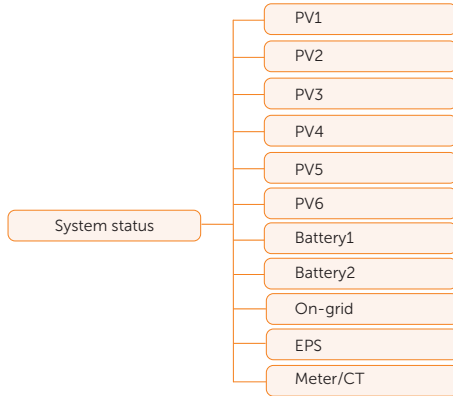 PV1
PV2
PV3
PV4
PV5
PV6
System status
Battery1
Battery2
On-grid
EPS
Meter/CT